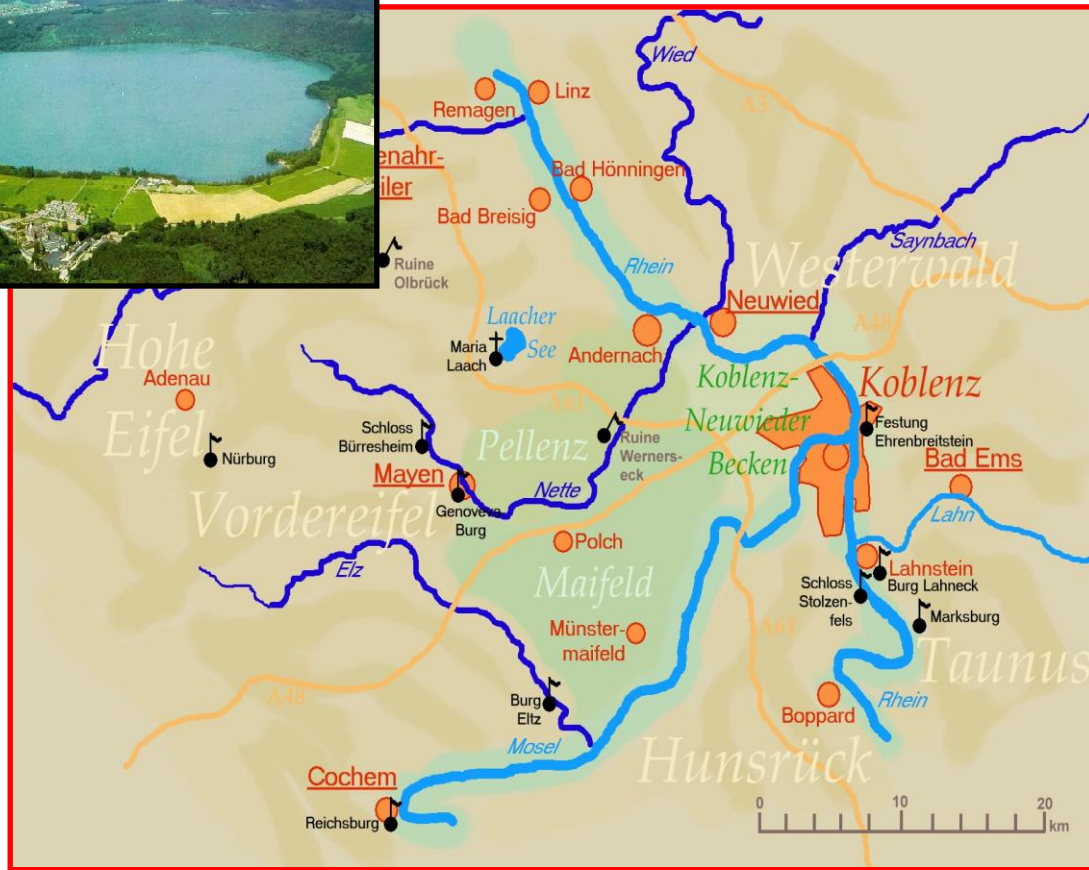 Wied
A3
Remagen
Linz
enahr-
iler
Bad Hönningen
Bad Breisig
Saynbach
Rhein
Westerwald
Ruine
Olbrück
Neuwied
Laacher
See
Maria
Laach
Andernach
A48
Hohe
Eifel
Adenau
Koblenz-
Neuwieder
Becken
Koblenz
A61
Festung
Ehrenbreitstein
Schloss
Bürresheim
Pellenz
Ruine
Werners-
eck
Nürburg
Mayen
Bad Ems
Genoveva
Burg
Nette
Vordereifel
Lahn
Polch
Elz
Maifeld
Lahnstein
Burg Lahneck
Schloss
Stolzen-
fels
Marksburg
Münster-
maifeld
A61
Taunus
A48
Burg
Eltz
Boppard
Rhein
Mosel
Hunsrück
Cochem
Reichsburg
0 10 20
km